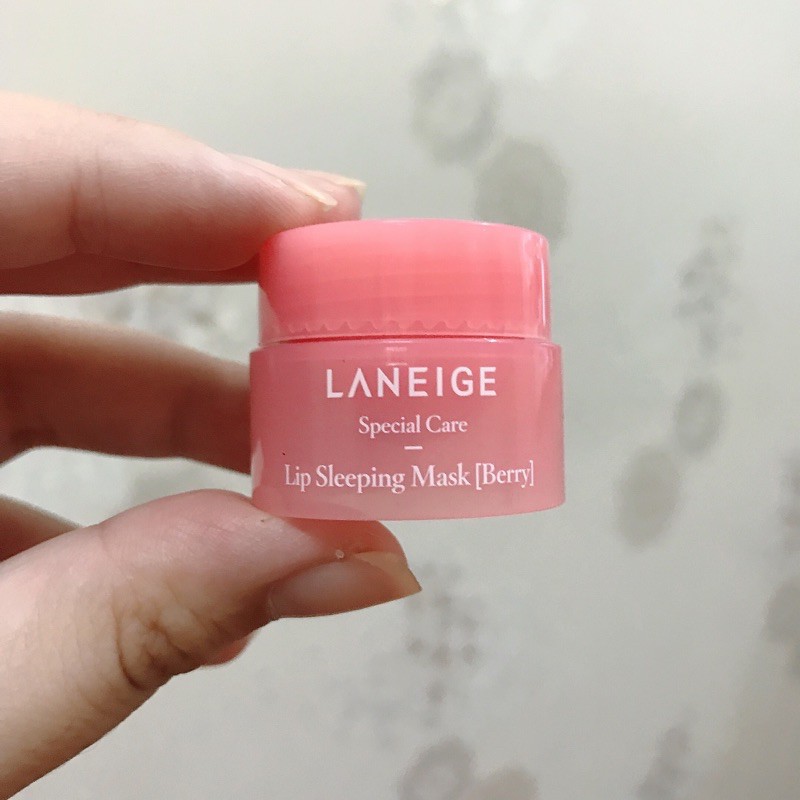 LANEIGE
Special Care
Lip Sleeping Mask [Berry]